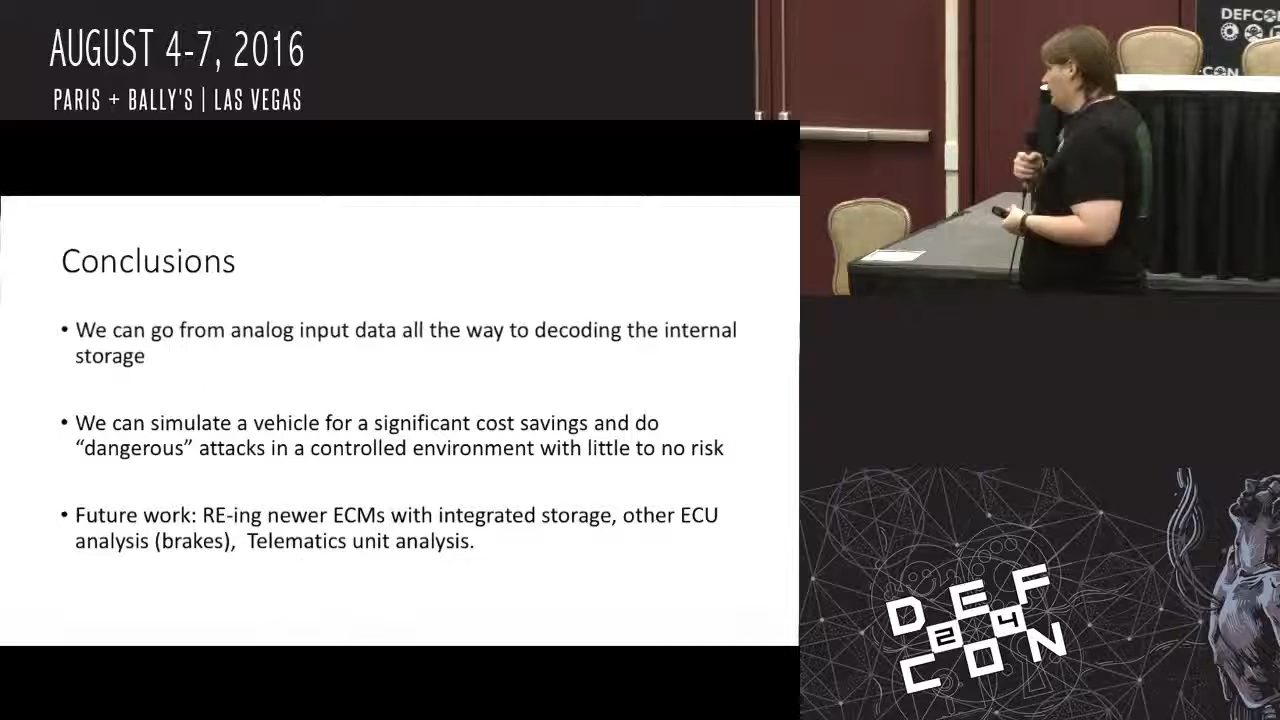 AUGUST 4-7, 2016
PARIS + BALLY'S | LAS VEGAS
DEFCON
CON
Conclusions
• We can go from analog input data all the way to decoding the internal
storage
• We can simulate a vehicle for a significant cost savings and do
“dangerous” attacks in a controlled environment with little to no risk
• Future work: RE-ing newer ECMs with integrated storage, other ECU
analysis (brakes), Telematics unit analysis.
DEF
24
CON